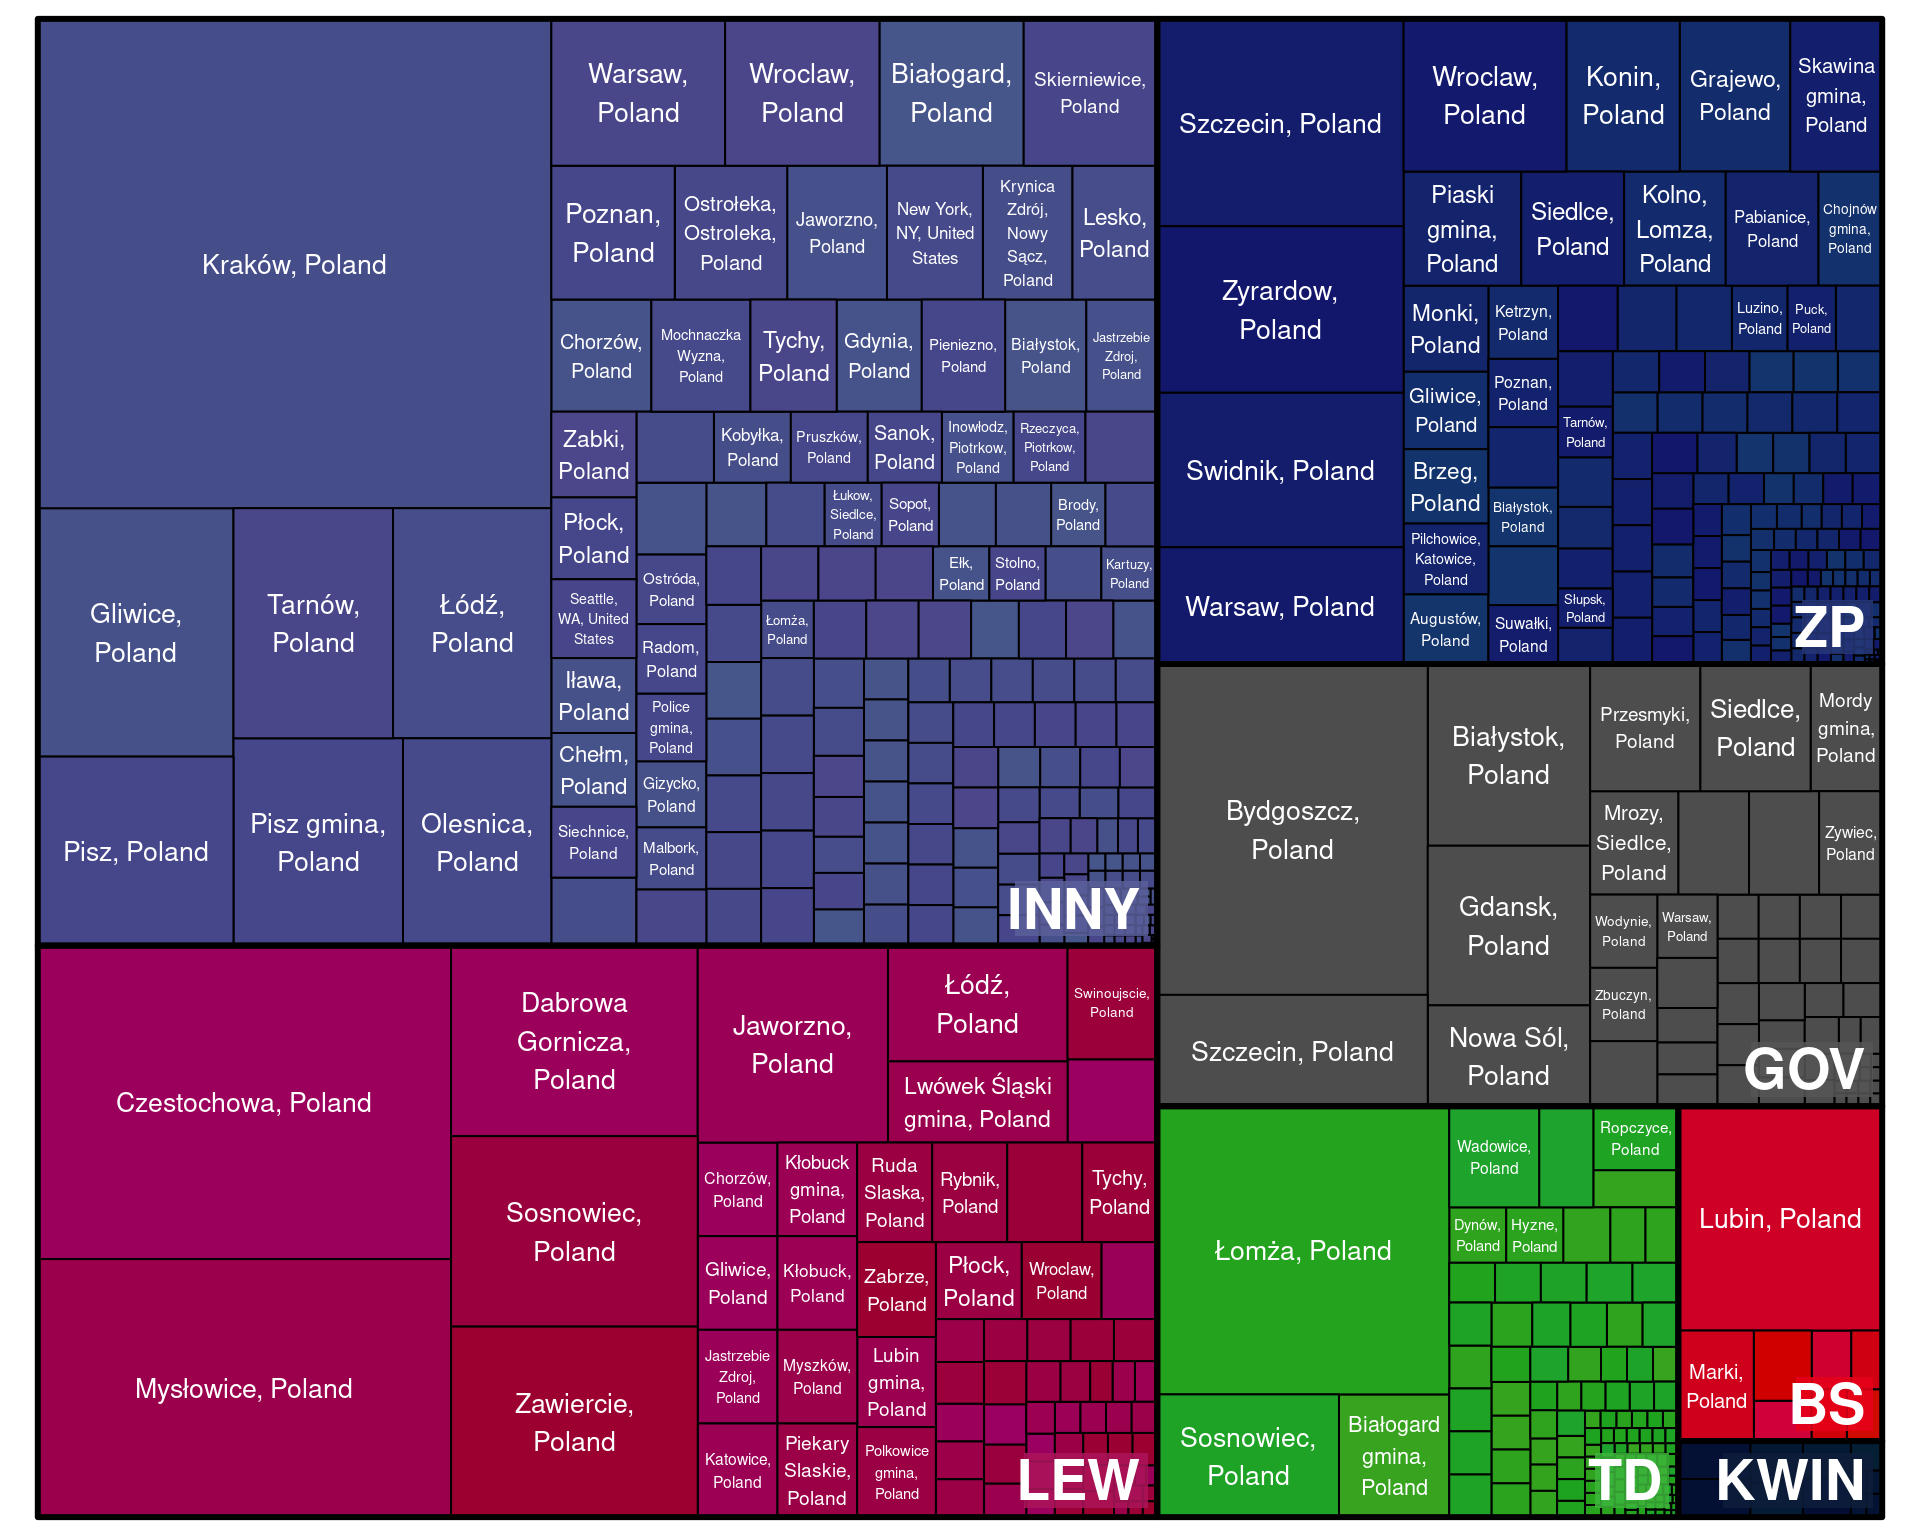 Kraków, Poland
Gliwice,
Poland
Pisz, Poland
Tarnów,
Poland
Łódź,
Poland
Pisz gmina,
Poland
Olesnica,
Poland
Warsaw,
Poland
Wroclaw,
Poland
Białogard,
Poland
Skierniewice,
Poland
Poznan,
Poland
Ostrołeka,
Ostroleka,
Poland
Jaworzno,
Poland
New York,
NY, United
States
Krynica
Zdrój,
Nowy
Sącz,
Poland
Lesko,
Poland
Chorzów,
Poland
Mochnaczka
Wyzna,
Poland
Tychy,
Poland
Gdynia,
Poland
Pieniezno,
Poland
Białystok,
Poland
Jastrzebie
Zdroj,
Poland
Zabki,
Poland
Płock,
Poland
Seattle,
WA, United
States
Iława,
Poland
Chełm,
Poland
Siechnice,
Poland
Kobyłka,
Poland
Pruszków,
Poland
Sanok,
Poland
Inowłodz,
Piotrkow,
Poland
Rzeczyca,
Piotrkow,
Poland
Łukow,
Siedlce,
Poland
Sopot,
Poland
Brody,
Poland
Ostróda,
Poland
Radom,
Poland
Police
gmina,
Poland
Gizycko,
Poland
Malbork,
Poland
Ełk,
Poland
Stolno,
Poland
Kartuzy,
Poland
Łomża,
Poland
INNY
Czestochowa, Poland
Mysłowice, Poland
Dabrowa
Gornicza,
Poland
Sosnowiec,
Poland
Zawiercie,
Poland
Jaworzno,
Poland
Łódź,
Poland
Lwówek Śląski
gmina, Poland
Swinoujscie,
Poland
Chorzów,
Poland
Kłobuck
gmina,
Poland
Ruda
Slaska,
Poland
Rybnik,
Poland
Tychy,
Poland
Gliwice,
Poland
Kłobuck,
Poland
Zabrze,
Poland
Płock,
Poland
Wroclaw,
Poland
Jastrzebie
Zdroj,
Poland
Myszków,
Poland
Lubin
gmina,
Poland
Katowice,
Poland
Piekary
Slaskie,
Poland
Polkowice
gmina,
Poland
LEW
Szczecin, Poland
Zyrardow,
Poland
Swidnik, Poland
Warsaw, Poland
Wroclaw,
Poland
Konin,
Poland
Grajewo,
Poland
Skawina
gmina,
Poland
Piaski
gmina,
Poland
Siedlce,
Poland
Kolno,
Lomza,
Poland
Pabianice,
Poland
Chojnów
gmina,
Poland
Monki,
Poland
Gliwice,
Poland
Brzeg,
Poland
Pilchowice,
Katowice,
Poland
Augustów,
Poland
Ketrzyn,
Poland
Poznan,
Poland
Białystok,
Poland
Suwałki,
Poland
Luzino,
Poland
Puck,
Poland
Tarnów,
Poland
Słupsk,
Poland
ZP
Bydgoszcz,
Poland
Szczecin, Poland
Białystok,
Poland
Gdansk,
Poland
Nowa Sól,
Poland
Przesmyki,
Poland
Siedlce,
Poland
Mordy
gmina,
Poland
Mrozy,
Siedlce,
Poland
Zywiec,
Poland
Wodynie,
Poland
Warsaw,
Poland
Zbuczyn,
Poland
GOV
Łomża, Poland
Sosnowiec,
Poland
Białogard
gmina,
Poland
Wadowice,
Poland
Ropczyce,
Poland
Dynów,
Poland
Hyzne,
Poland
TD
Lubin, Poland
Marki,
Poland
BS
KWIN